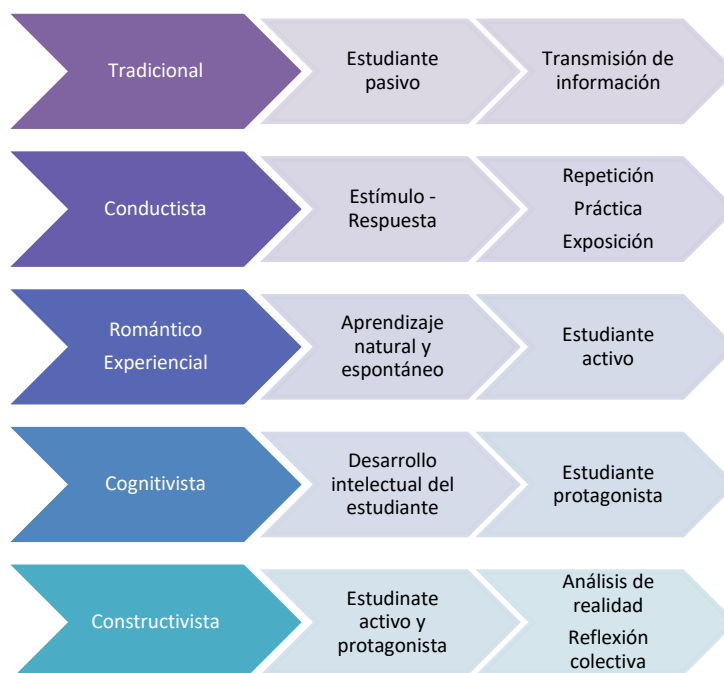 Tradicional
Estudiante
pasivo
Transmisión de
información
Conductista
Estímulo -
Respuesta
Repetición
Práctica
Exposición
Romántico
Experiencial
Aprendizaje
natural y
espontáneo
Estudiante
activo
Cognitivista
Desarrollo
intelectual del
estudiante
Estudiante
protagonista
Constructivista
Estudinate
activo y
protagonista
Análisis de
realidad
Reflexión
colectiva